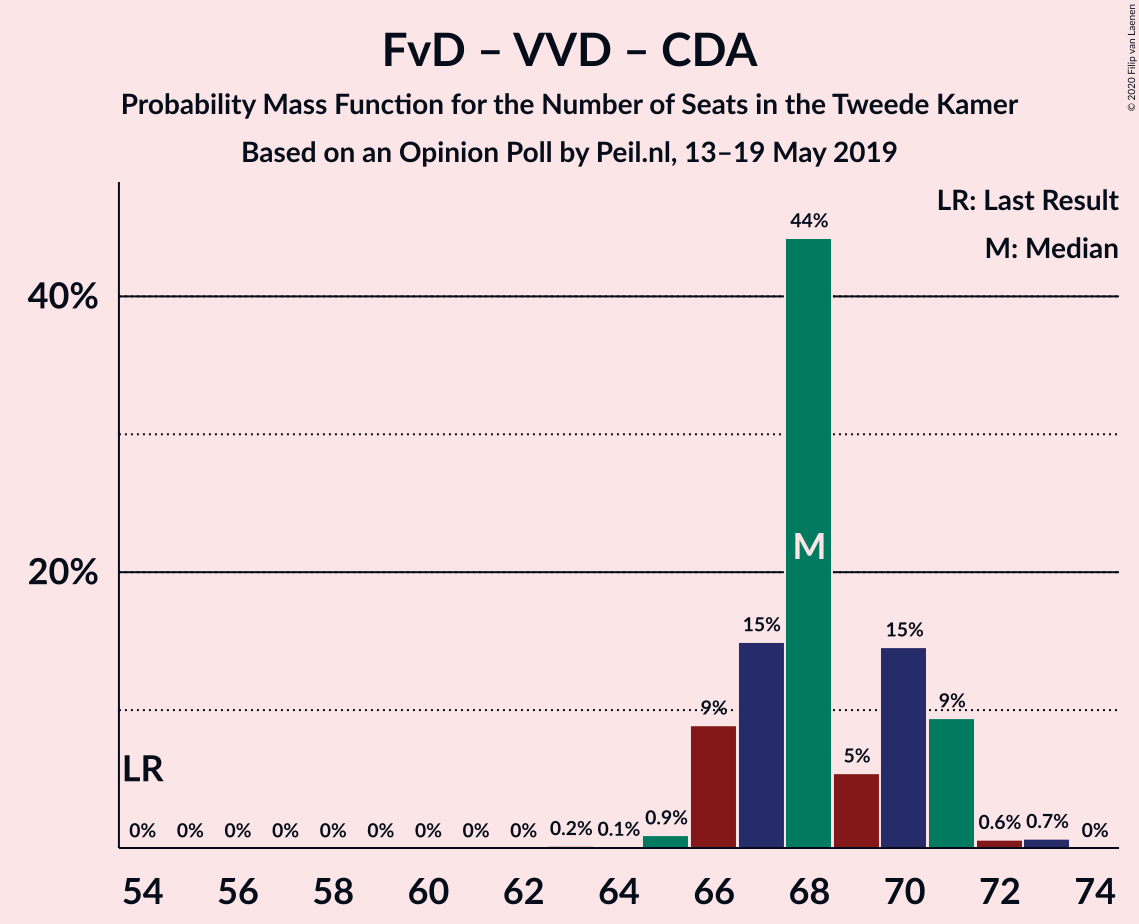 FvD – VVD – CDA
Probability Mass Function for the Number of Seats in the Tweede Kamer
Based on an Opinion Poll by Peil.nl, 13–19 May 2019
© 2020 Filip van Laenen
LR: Last Result
M: Median
44%
40%
M
20%
15%
15%
9%
9%
5%
LR
0%
0%
0%
0%
0%
0%
0%
0%
0%
0.2%
0.1%
0.9%
0.6%
0.7%
0%
54 56 58 60 62 64 66 68 70 72 74